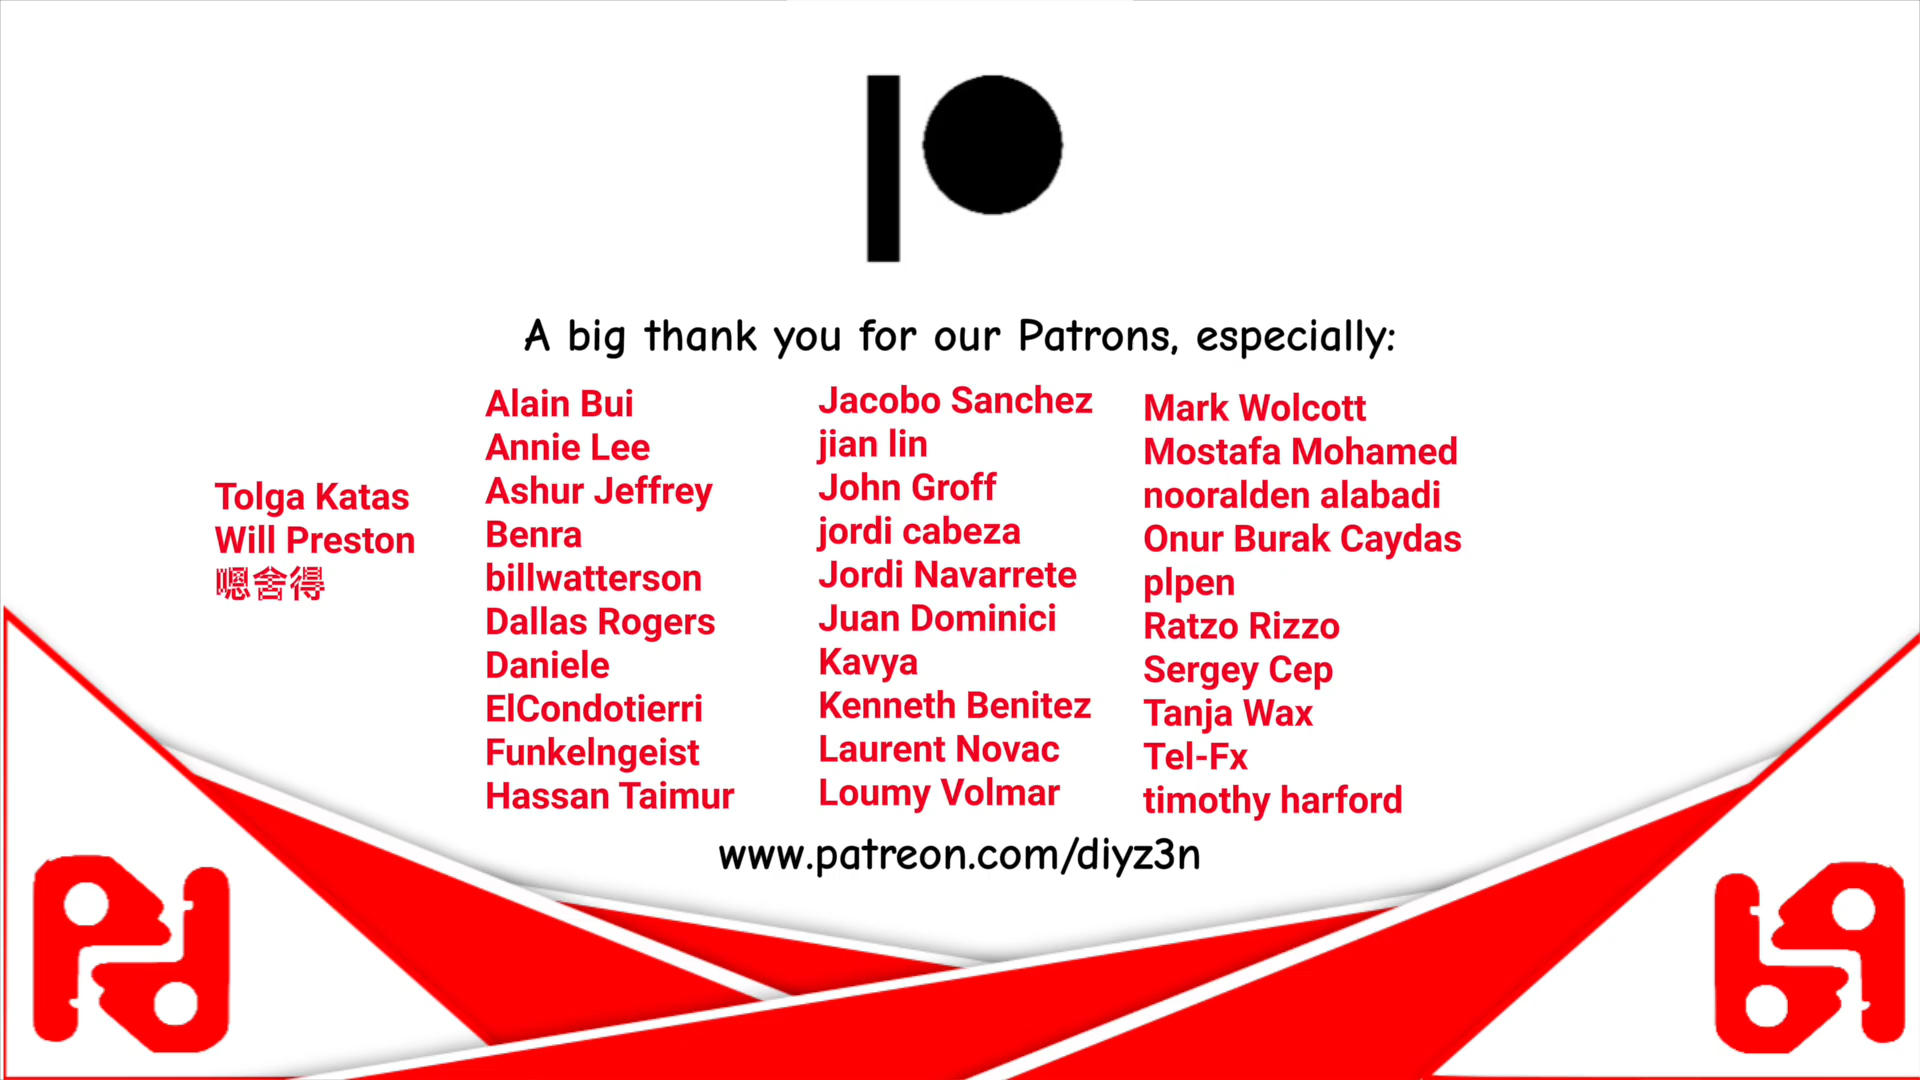 A big thank you for our Patrons, especially:
Tolga Katas
Will Preston
嗯舍得
Alain Bui
Annie Lee
Ashur Jeffrey
Benra
billwatterson
Dallas Rogers
Daniele
ElCondotierri
Funkelngeist
Hassan Taimur
Jacobo Sanchez
jian lin
John Groff
jordi cabeza
Jordi Navarrete
Juan Dominici
Kavya
Kenneth Benitez
Laurent Novac
Loumy Volmar
Mark Wolcott
Mostafa Mohamed
nooralden alabadi
Onur Burak Caydas
plpen
Ratzo Rizzo
Sergey Cep
Tanja Wax
Tel-Fx
timothy harford
www.patreon.com/diyz3n